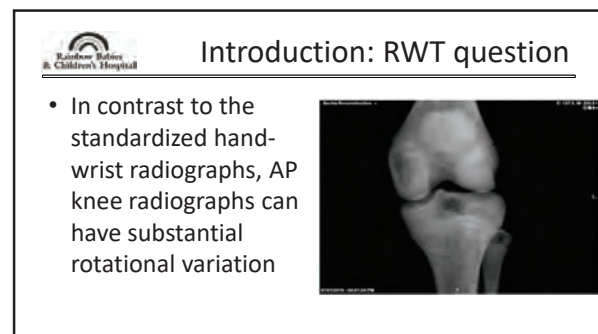 Rainbow Babies
& Children's Hospital
Introduction: RWT question
• In contrast to the
standardized hand-
wrist radiographs, AP
knee radiographs can
have substantial
rotational variation